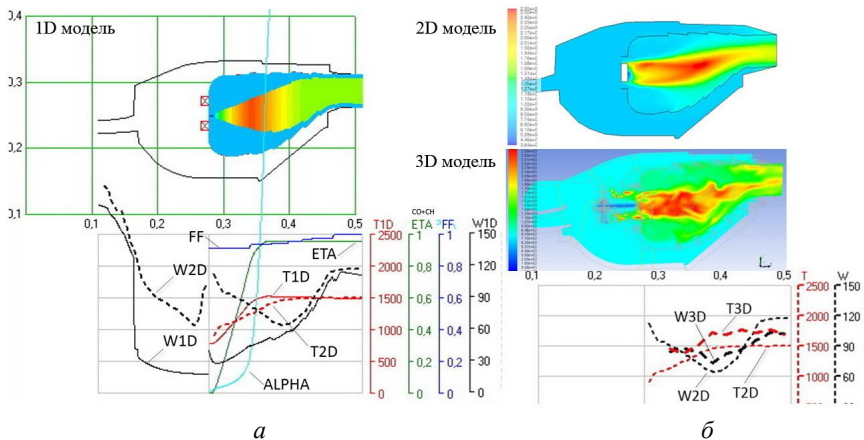 1D модель
1,4
1,3
1,2
1,1
0,1 0,2 0,3 0,4 0,5
T1D
CO+CH
ETA
FF
W1D
2500 1 1 150
2000 0,8 0,8 120
1500 0,6 0,6 90
1000 0,4 0,4 60
500 0,2 0,2 30
0 0 0 0
FF
ETA
W2D
T1D
W1D
T2D
ALPHA
а
2D модель
3D модель
0,1 0,2 0,3 0,4 0,5
T W
2500 150
2000 120
1500 90
1000 60
W3D
T3D
W2D
T2D
б